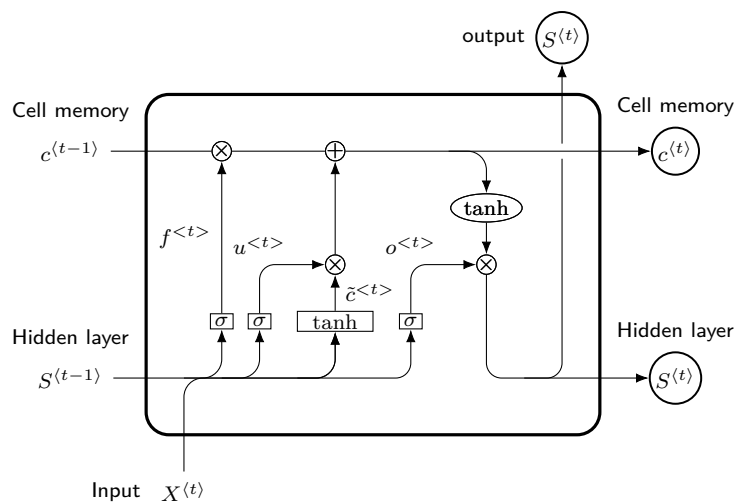 output S⟨t⟩
Cell memory
Cell memory
c⟨t−1⟩
× + c⟨t⟩
tanh
f<t>
u<t>
o<t>
× ×
c̃<t>
σ σ tanh σ
Hidden layer
Hidden layer
S⟨t−1⟩
S⟨t⟩
Input X⟨t⟩